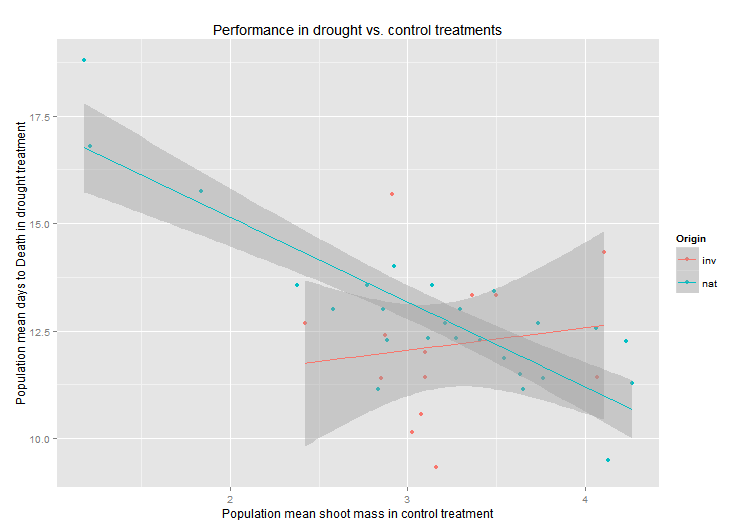 Performance in drought vs. control treatments
Population mean days to Death in drought treatment
17.5
15.0
12.5
10.0
2
3
4
Population mean shoot mass in control treatment
Origin
inv
nat